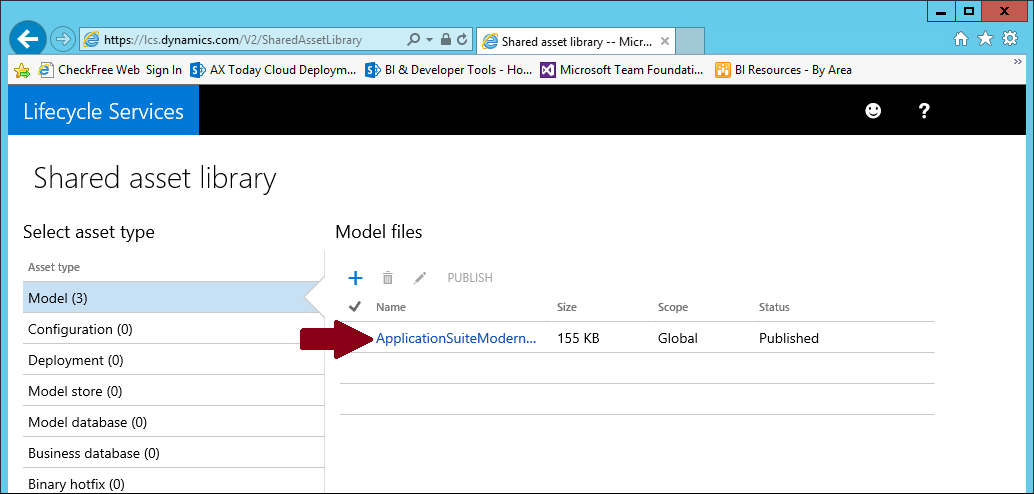 https://lcs.dynamics.com/V2/SharedAssetLibrary
Shared asset library -- Micr...
CheckFree Web Sign In
AX Today Cloud Deploym...
BI & Developer Tools - Ho...
Microsoft Team Foundati...
BI Resources - By Area
Lifecycle Services
?
Shared asset library
Select asset type
Model files
Asset type
PUBLISH
Model (3)
Name Size Scope Status
Configuration (0)
ApplicationSuiteModern... 155 KB Global Published
Deployment (0)
Model store (0)
Model database (0)
Business database (0)
Binary hotfix (0)